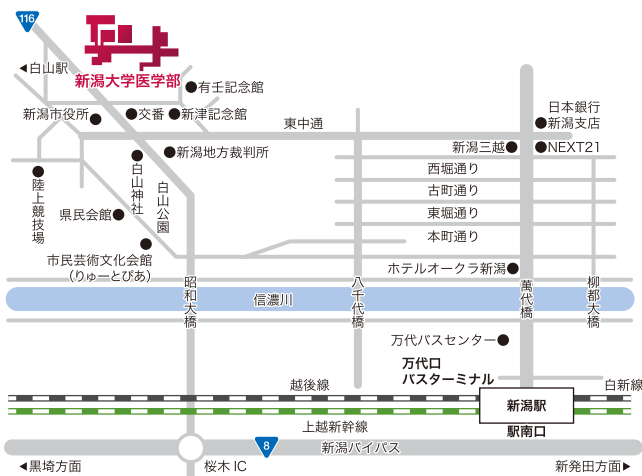 116
◀白山駅
新潟大学医学部
有壬記念館
新潟市役所
交番
新津記念館
東中通
日本銀行
新潟支店
新潟三越
NEXT21
新潟地方裁判所
白山神社
白山公園
陸上競技場
県民会館
市民芸術文化会館
(りゅーとぴあ)
西堀通り
古町通り
東堀通り
本町通り
ホテルオークラ新潟
昭和大橋
信濃川
八千代橋
萬代橋
柳都大橋
万代バスセンター
万代口
バスターミナル
越後線
白新線
新潟駅
上越新幹線
駅南口
8
新潟バイパス
◀黒埼方面
桜木IC
新発田方面▶